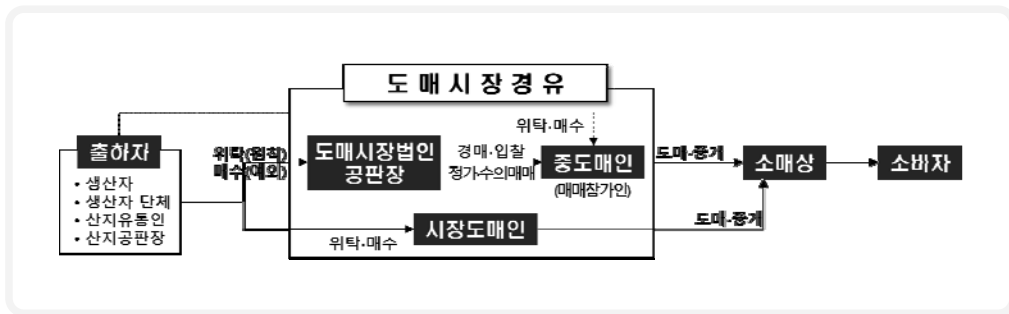 도매시장경유
출하자
• 생산자
• 생산자 단체
• 산지유통인
• 산지공판장
위탁(원칙)
매수(예외)
도매시장법인
공판장
경매·입찰
정가·수의매매
위탁·매수
중도매인
(매매참가인)
도매·중개
소매상
소비자
위탁·매수
시장도매인
도매·중개